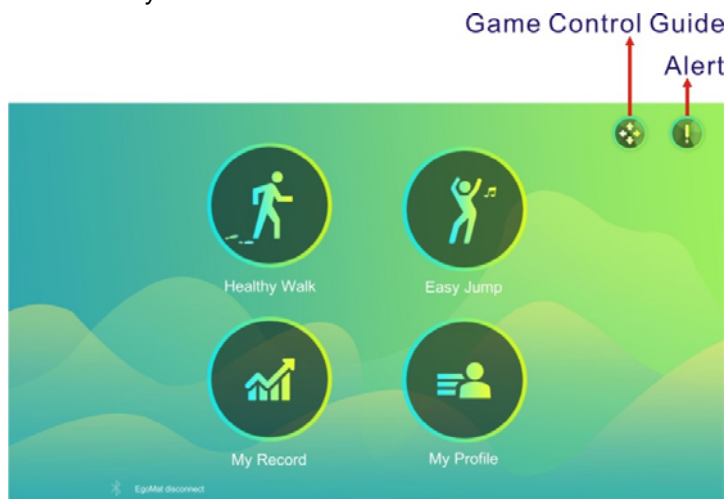 Game Control Guide
Alert
Healthy Walk
Easy Jump
My Record
My Profile
EgoMat disconnect